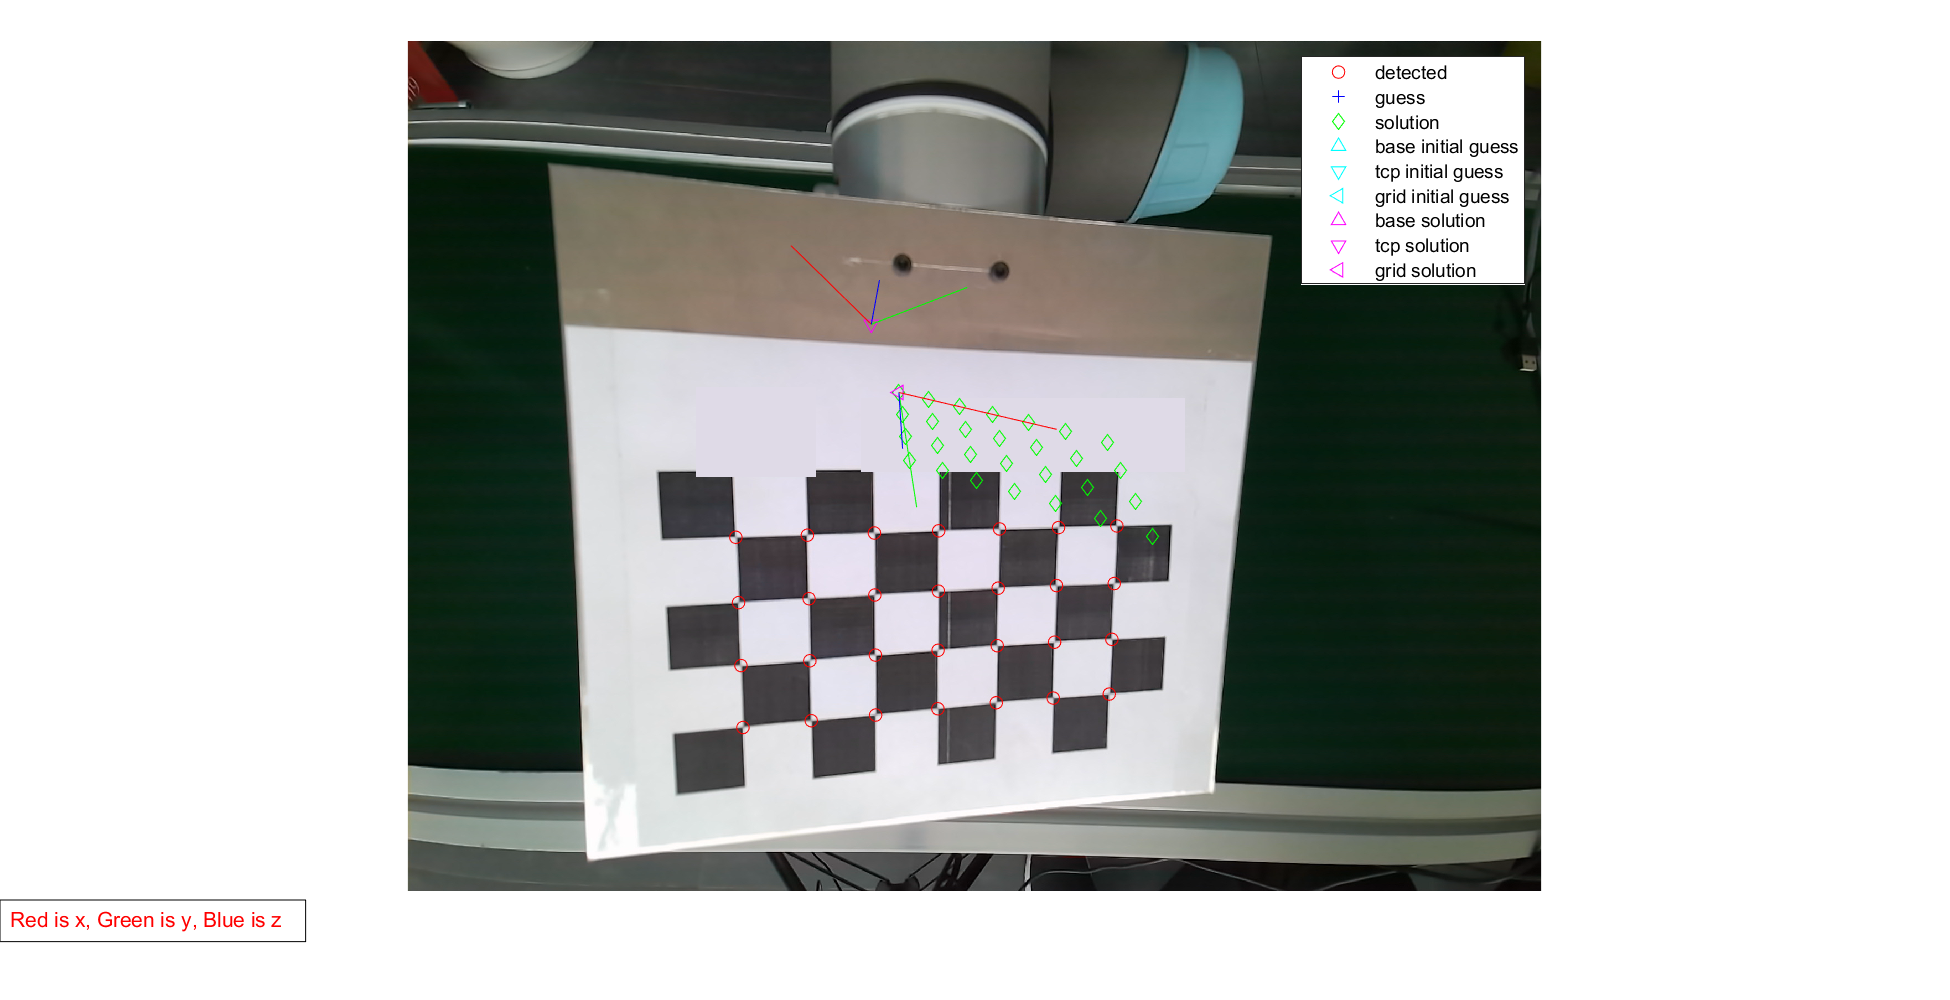 detected
guess
solution
base initial guess
tcp initial guess
grid initial guess
base solution
tcp solution
grid solution
Red is x, Green is y, Blue is z